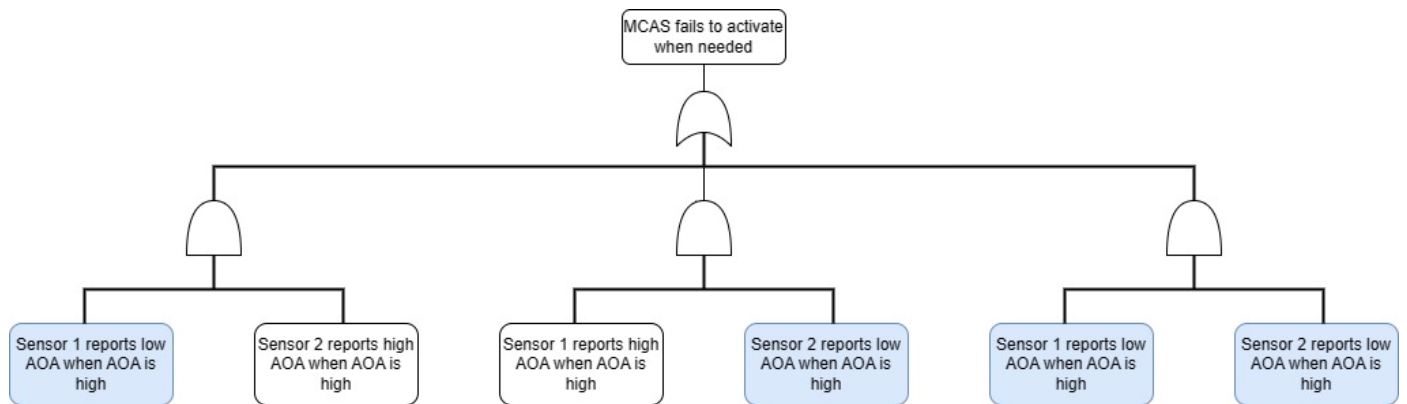 MCAS fails to activate
when needed
Sensor 1 reports low
AOA when AOA is
high
Sensor 2 reports high
AOA when AOA is
high
Sensor 1 reports high
AOA when AOA is
high
Sensor 2 reports low
AOA when AOA is
high
Sensor 1 reports low
AOA when AOA is
high
Sensor 2 reports low
AOA when AOA is
high